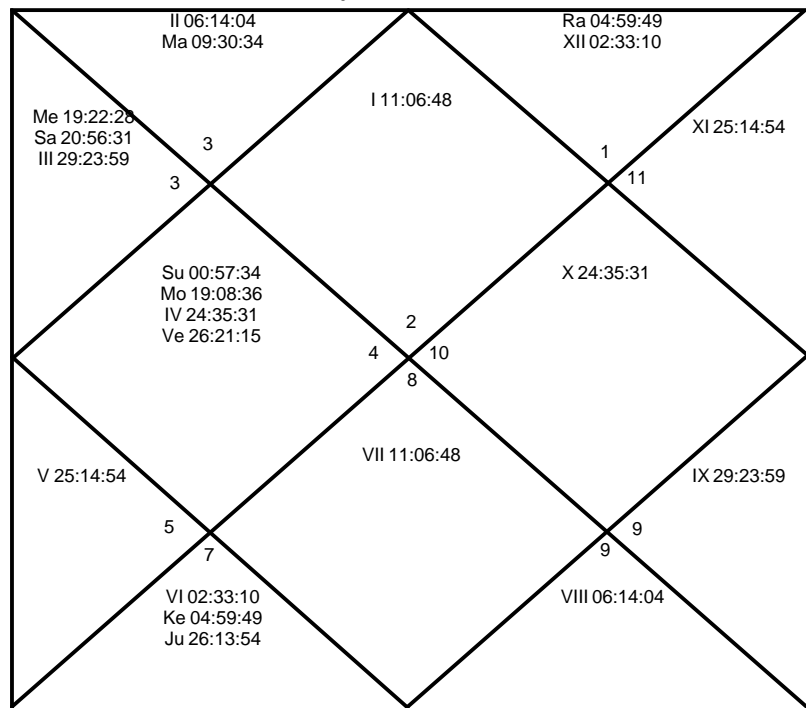 II 06:14:04
Ma 09:30:34
Ra 04:59:49
XII 02:33:10
I 11:06:48
Me 19:22:28
Sa 20:56:31
III 29:23:59
XI 25:14:54
3
1
3
11
Su 00:57:34
Mo 19:08:36
IV 24:35:31
Ve 26:21:15
X 24:35:31
2
4
10
8
VII 11:06:48
V 25:14:54
IX 29:23:59
5
9
7
9
VI 02:33:10
Ke 04:59:49
Ju 26:13:54
VIII 06:14:04